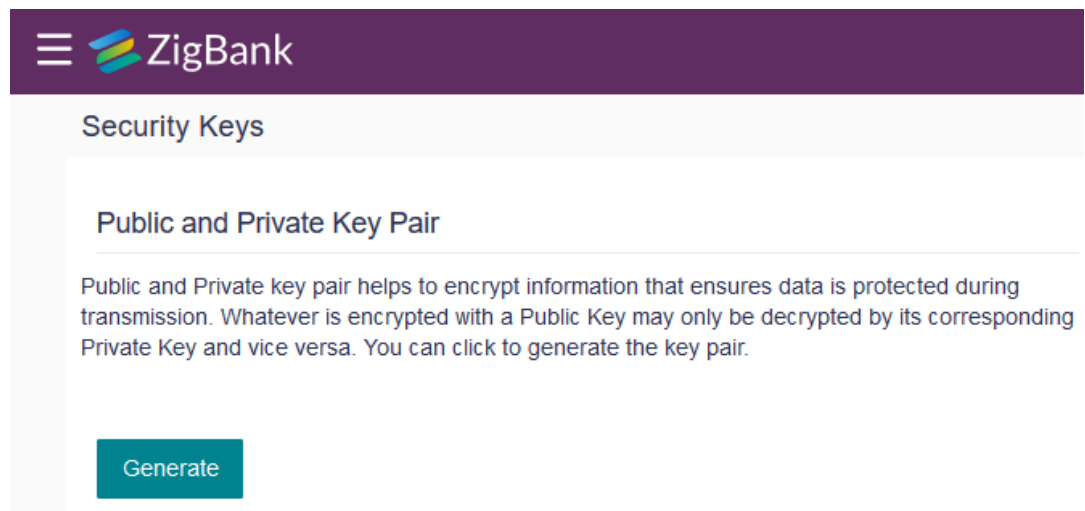 ZigBank
Security Keys
Public and Private Key Pair
Public and Private key pair helps to encrypt information that ensures data is protected during
transmission. Whatever is encrypted with a Public Key may only be decrypted by its corresponding
Private Key and vice versa. You can click to generate the key pair.
Generate